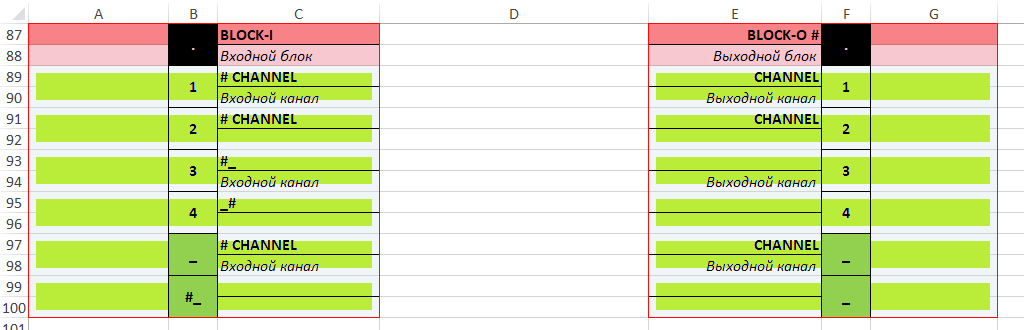 A B C D E F G
87 BLOCK-I BLOCK-O #
. .
88 Входной блок Выходной блок
89 # CHANNEL CHANNEL
1 1
90 Входной канал Выходной канал
91 # CHANNEL CHANNEL
2 2
92
93 #_
3 3
94 Входной канал Выходной канал
95 _#
4 4
96
97 # CHANNEL CHANNEL
_ _
98 Входной канал Выходной канал
99
#_ _
100
101